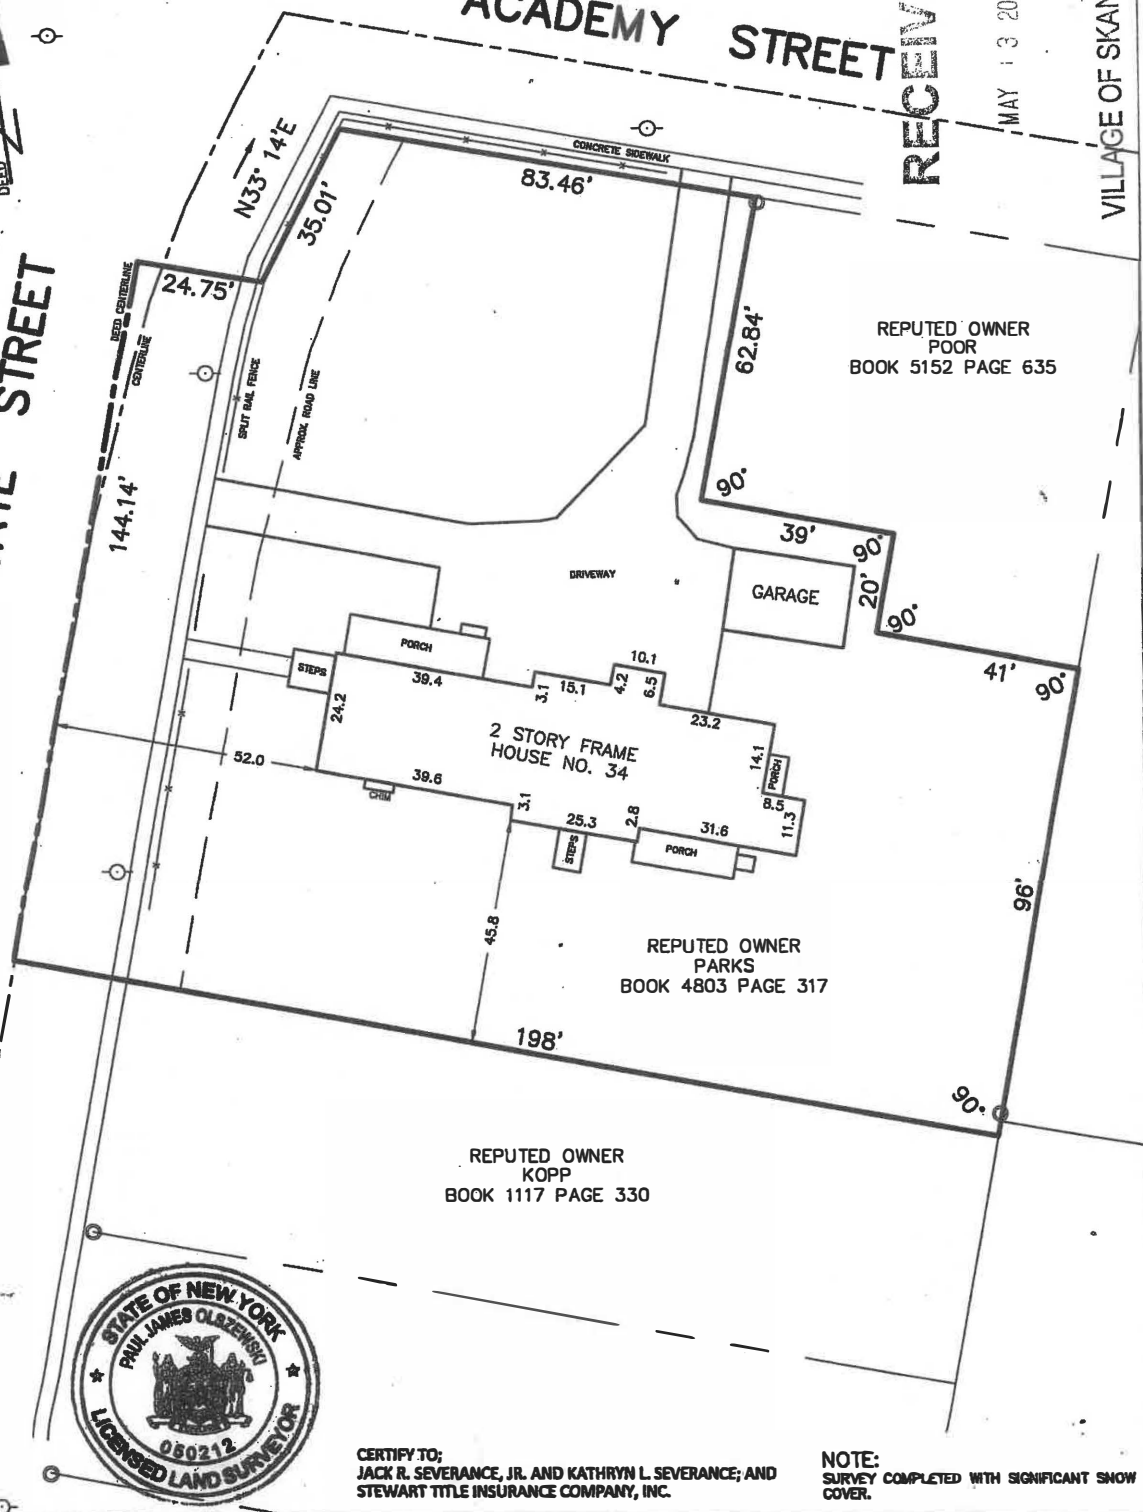 ACADEMY STREET
RECEIV
MAY 13 20
VILLAGE OF SKAN
DEED
STREET
N33° 14'E
35.01'
CONCRETE SIDEWALK
83.46'
24.75'
DEED CENTERLINE
CENTERLINE
SPLIT RAIL FENCE
APPROX. ROAD LINE
144.14'
62.84'
REPUTED OWNER
POOR
BOOK 5152 PAGE 635
90°
39'
90°
20'
90°
41'
90°
DRIVEWAY
GARAGE
PORCH
STEPS
39.4
3.1
15.1
4.2
10.1
6.5
23.2
24.2
2 STORY FRAME
HOUSE NO. 34
14.1
PORCH
8.5
11.3
52.0
39.6
CHIM
3.1
25.3
STEPS
2.8
31.6
PORCH
45.8
96'
REPUTED OWNER
PARKS
BOOK 4803 PAGE 317
198'
90°
REPUTED OWNER
KOPP
BOOK 1117 PAGE 330
STATE OF NEW YORK
PAUL JAMES OLSZEWSKI
050212
LICENSED LAND SURVEYOR
CERTIFY TO;
JACK R. SEVERANCE, JR. AND KATHRYN L. SEVERANCE; AND
STEWART TITLE INSURANCE COMPANY, INC.
NOTE:
SURVEY COMPLETED WITH SIGNIFICANT SNOW
COVER.